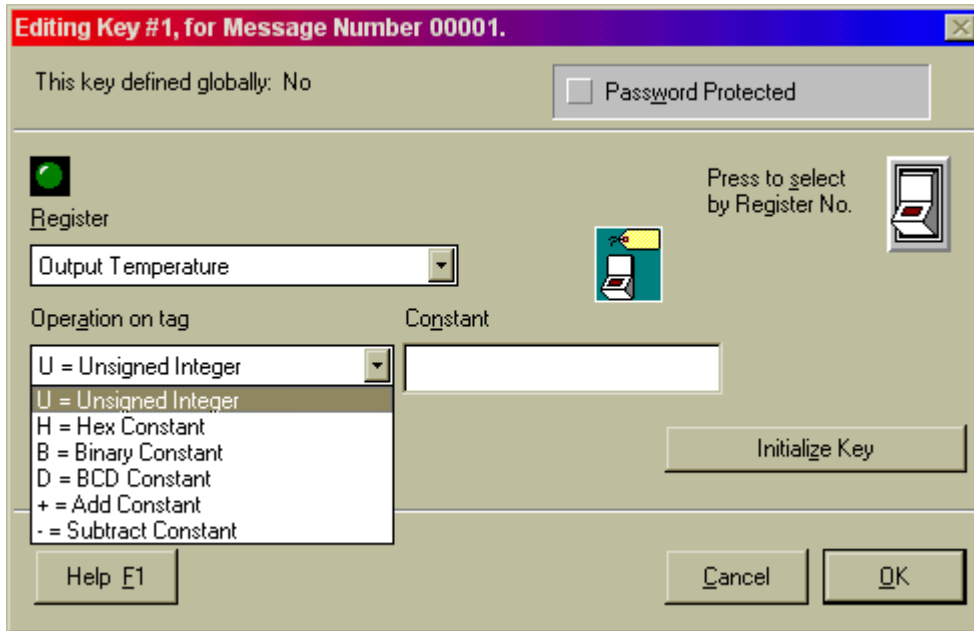 Editing Key #1, for Message Number 00001.
This key defined globally: No
Password Protected
Press to select
by Register No.
Register
Output Temperature
Operation on tag
Constant
U = Unsigned Integer
U = Unsigned Integer
H = Hex Constant
B = Binary Constant
D = BCD Constant
+ = Add Constant
- = Subtract Constant
Initialize Key
Help F1
Cancel
OK